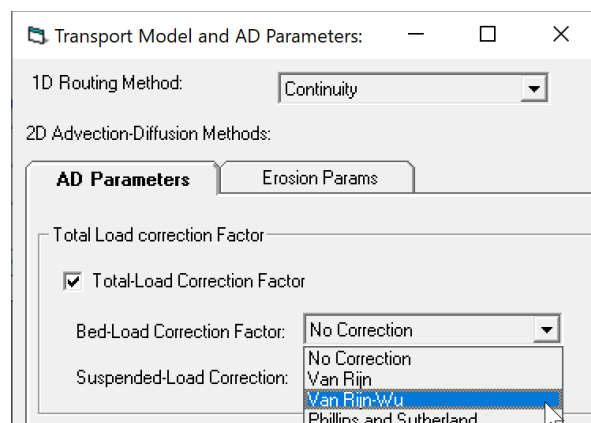 Transport Model and AD Parameters:
1D Routing Method:
Continuity
2D Advection-Diffusion Methods:
AD Parameters
Erosion Params
Total Load correction Factor
Total-Load Correction Factor
Bed-Load Correction Factor:
No Correction
No Correction
Suspended-Load Correction:
Van Rijn
Van Rijn-Wu
Phillips and Sutherland